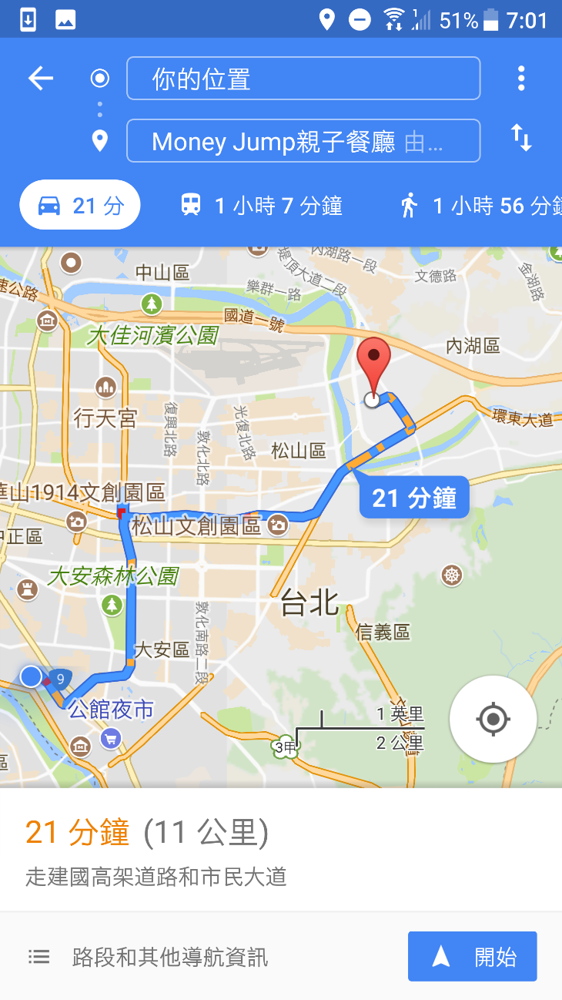 51% 7:01
你的位置
Money Jump親子餐廳 由...
21 分
1 小時 7 分鐘
1 小時 56 分鐘
中山區
堤頂大道二段
內湖路一段
文德路
金湖路
樂群一路
速公路
國道一號
大佳河濱公園
內湖區
行天宮
復興北路
敦化北路
光復北路
松山區
環東大道
華山1914文創園區
21 分鐘
松山文創園區
中正區
大安森林公園
台北
敦化南路二段
信義區
大安區
9
公館夜市
1 英里
2 公里
3甲
區
21 分鐘 (11 公里)
走建國高架道路和市民大道
路段和其他導航資訊
開始